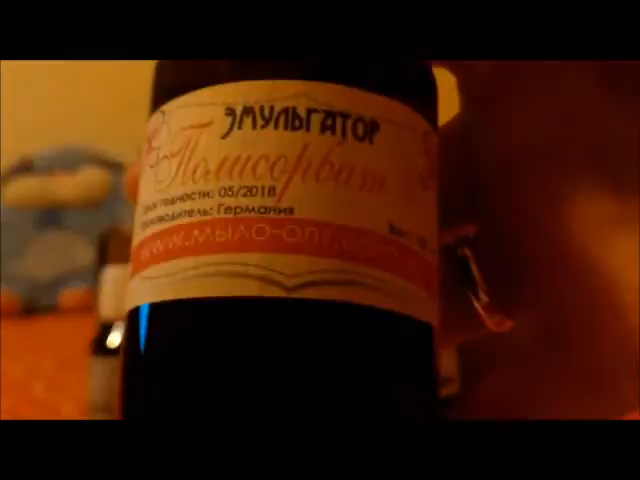 ЭМУЛЬГАТОР
Полисорбат
годности: 05/2018
Производитель: Германия
www.мыло-опт